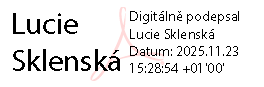 Lucie
Sklenská
Digitálně podepsal
Lucie Sklenská
Datum: 2025.11.23
15:28:54 +01'00'